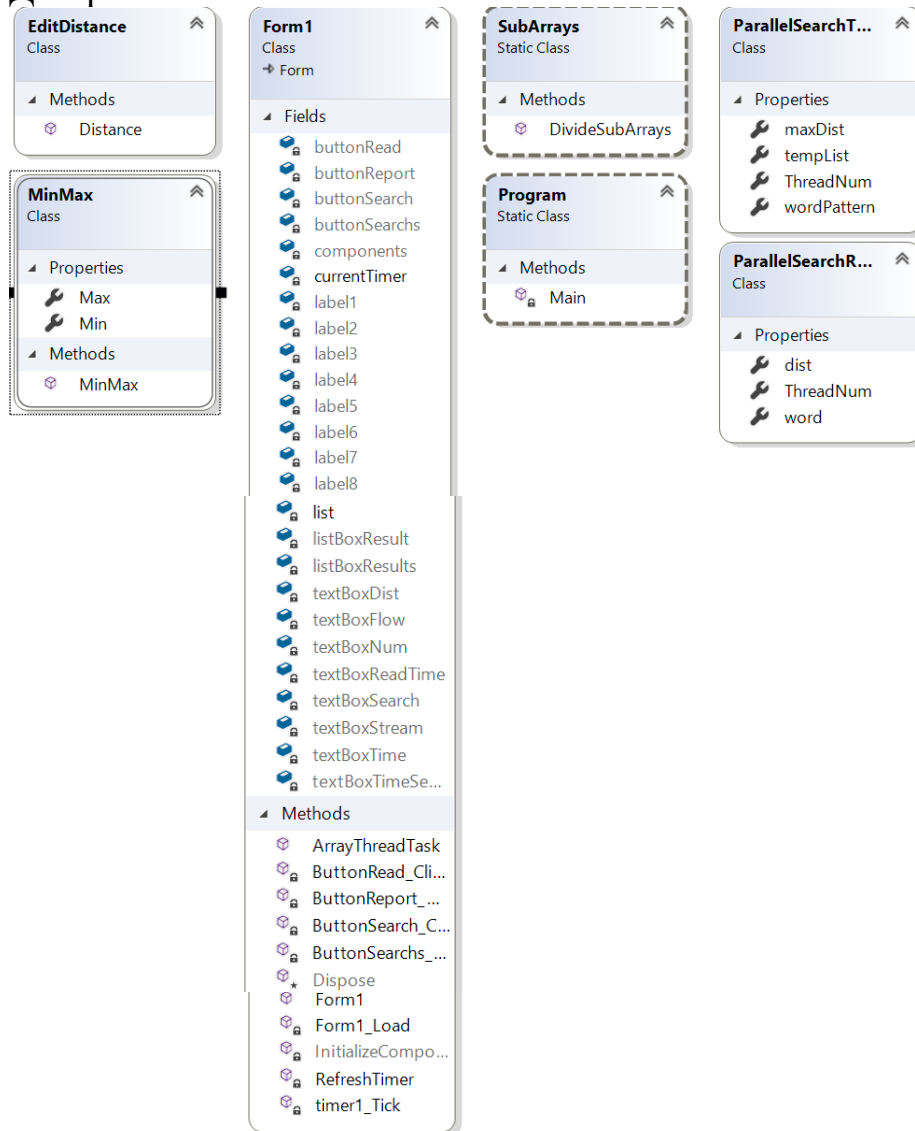 EditDistance
Class
Methods
Distance
MinMax
Class
Properties
Max
Min
Methods
MinMax
Form1
Class
Form
Fields
buttonRead
buttonReport
buttonSearch
buttonSearchs
components
currentTimer
label1
label2
label3
label4
label5
label6
label7
label8
list
listBoxResult
listBoxResults
textBoxDist
textBoxFlow
textBoxNum
textBoxReadTime
textBoxSearch
textBoxStream
textBoxTime
textBoxTimeSe...
Methods
ArrayThreadTask
ButtonRead_Cli...
ButtonReport_...
ButtonSearch_C...
ButtonSearchs_...
Dispose
Form1
Form1_Load
InitializeCompo...
RefreshTimer
timer1_Tick
SubArrays
Static Class
Methods
DivideSubArrays
Program
Static Class
Methods
Main
ParallelSearchT...
Class
Properties
maxDist
tempList
ThreadNum
wordPattern
ParallelSearchR...
Class
Properties
dist
ThreadNum
word